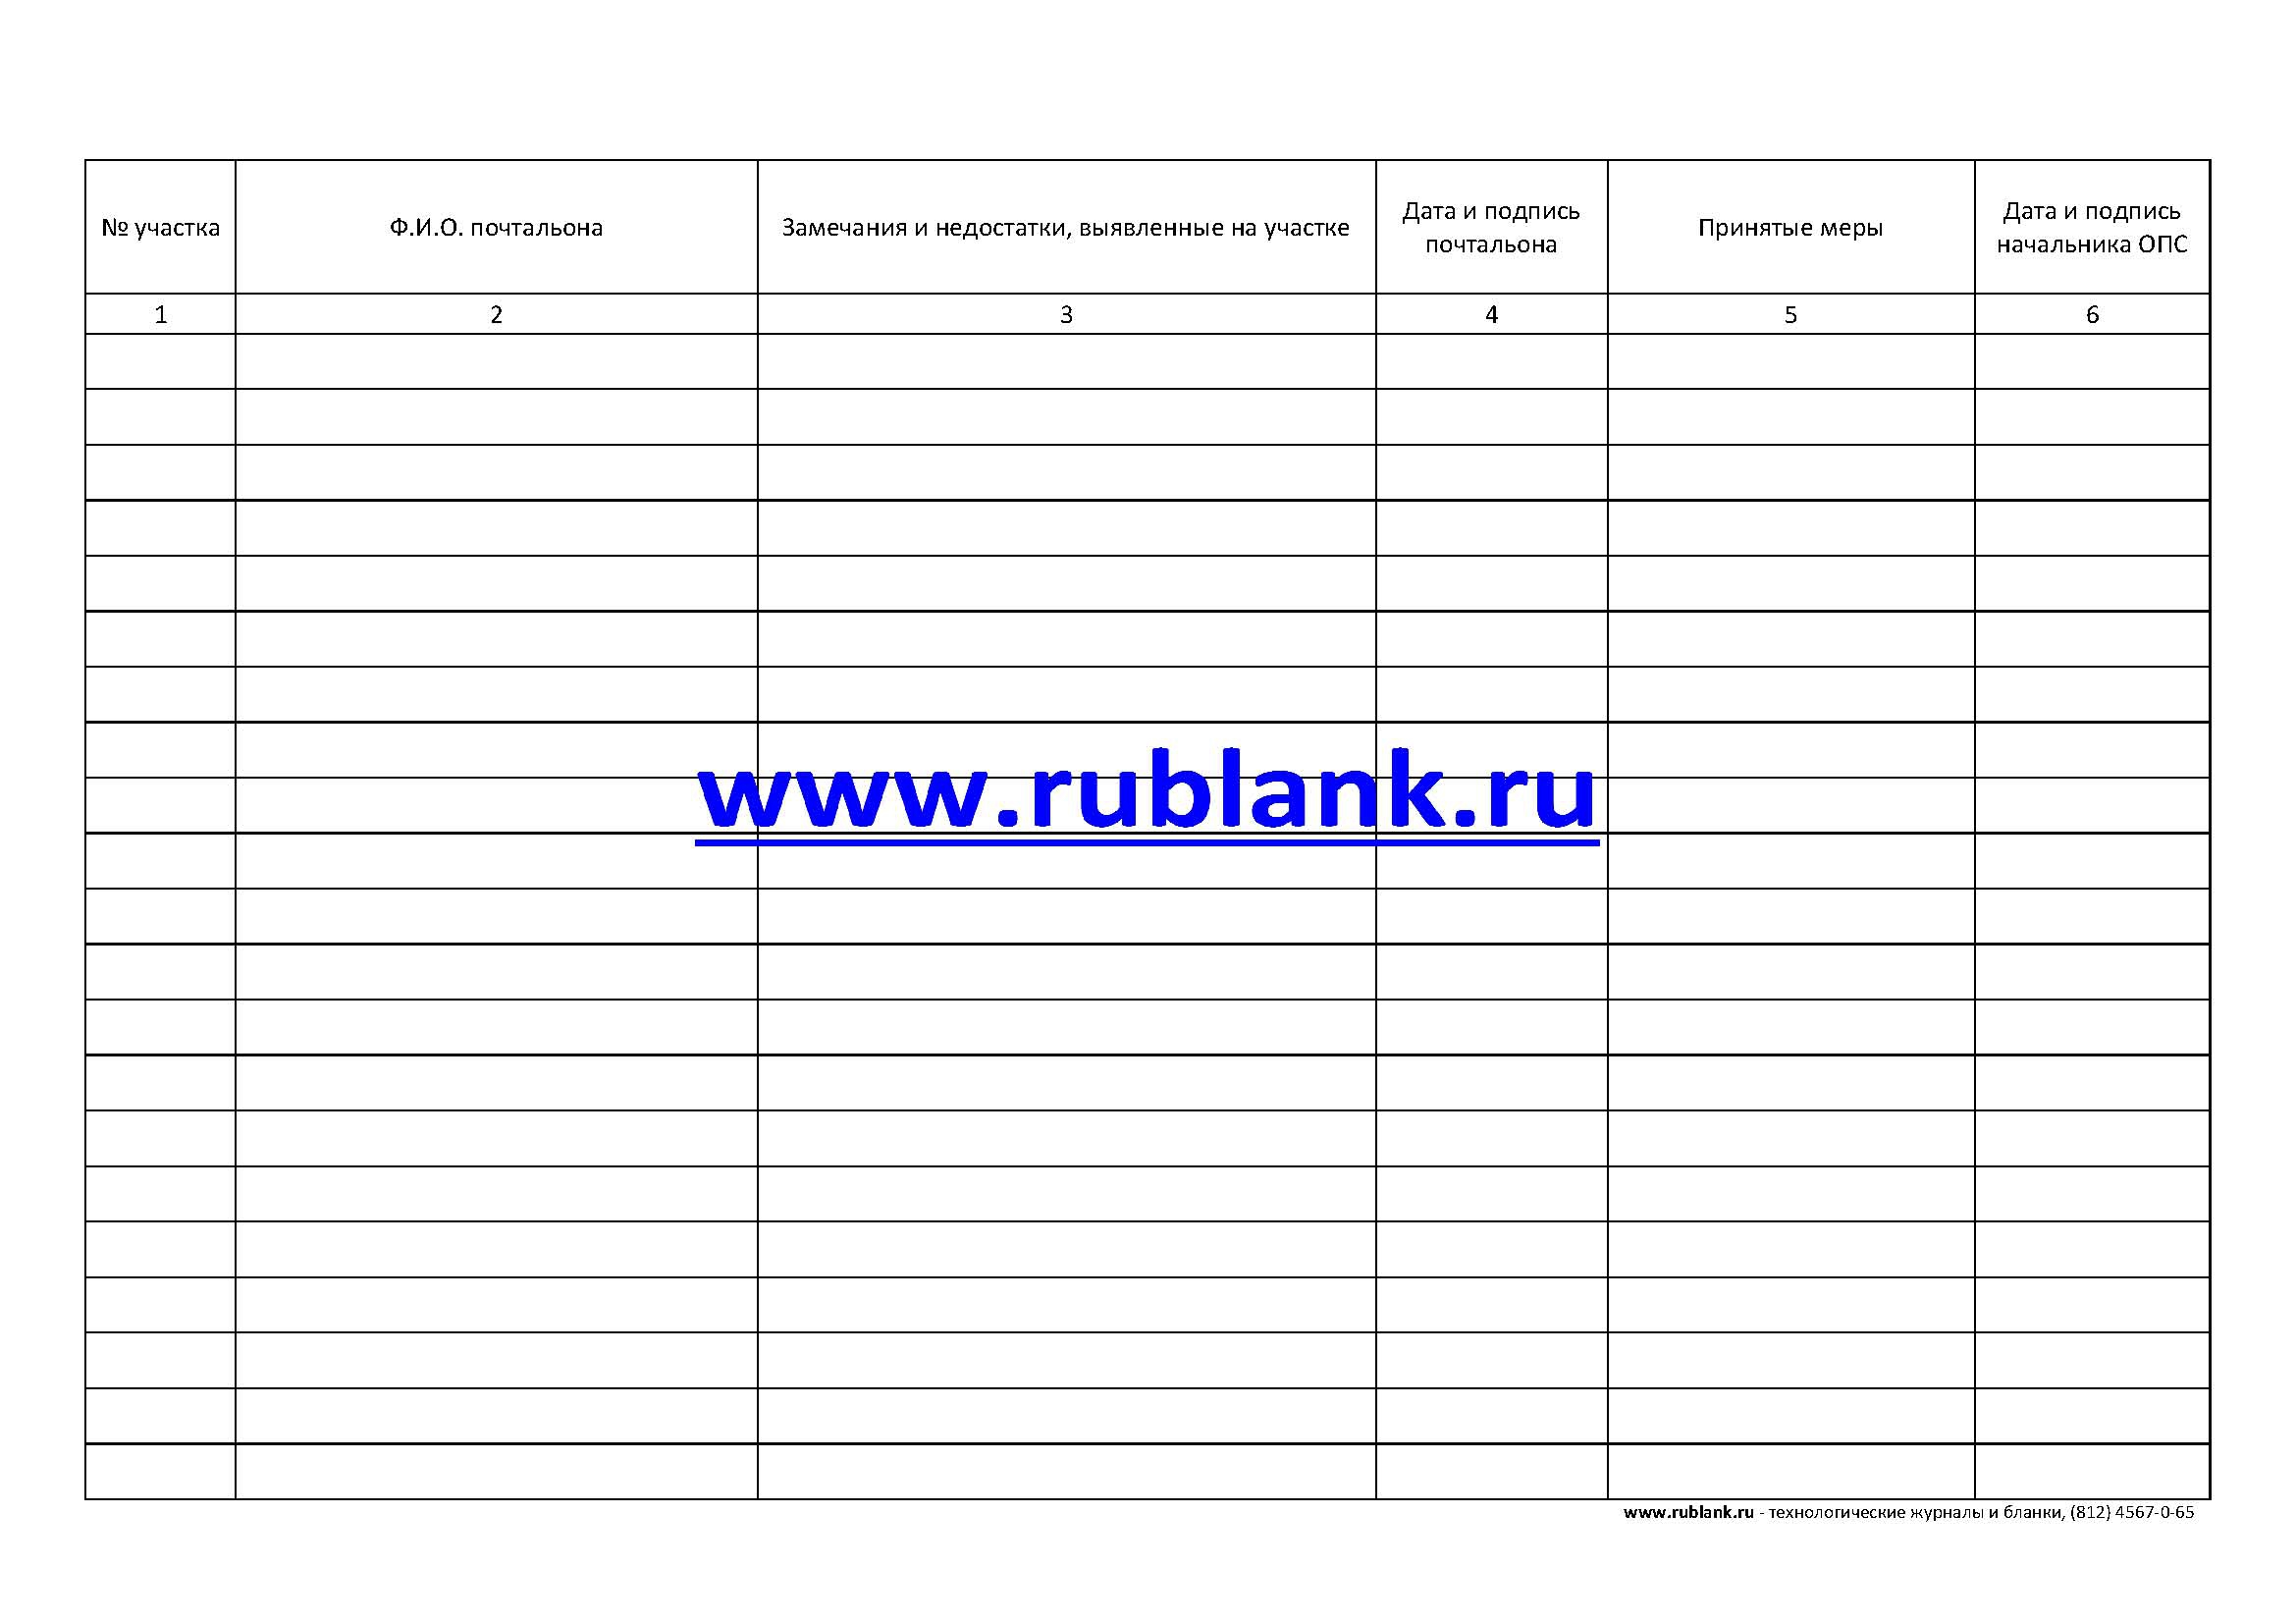 № участка
Ф.И.О. почтальона
Замечания и недостатки, выявленные на участке
Дата и подпись
почтальона
Принятые меры
Дата и подпись
начальника ОПС
1 2 3 4 5 6
www.rublank.ru
www.rublank.ru - технологические журналы и бланки, (812) 4567-0-65